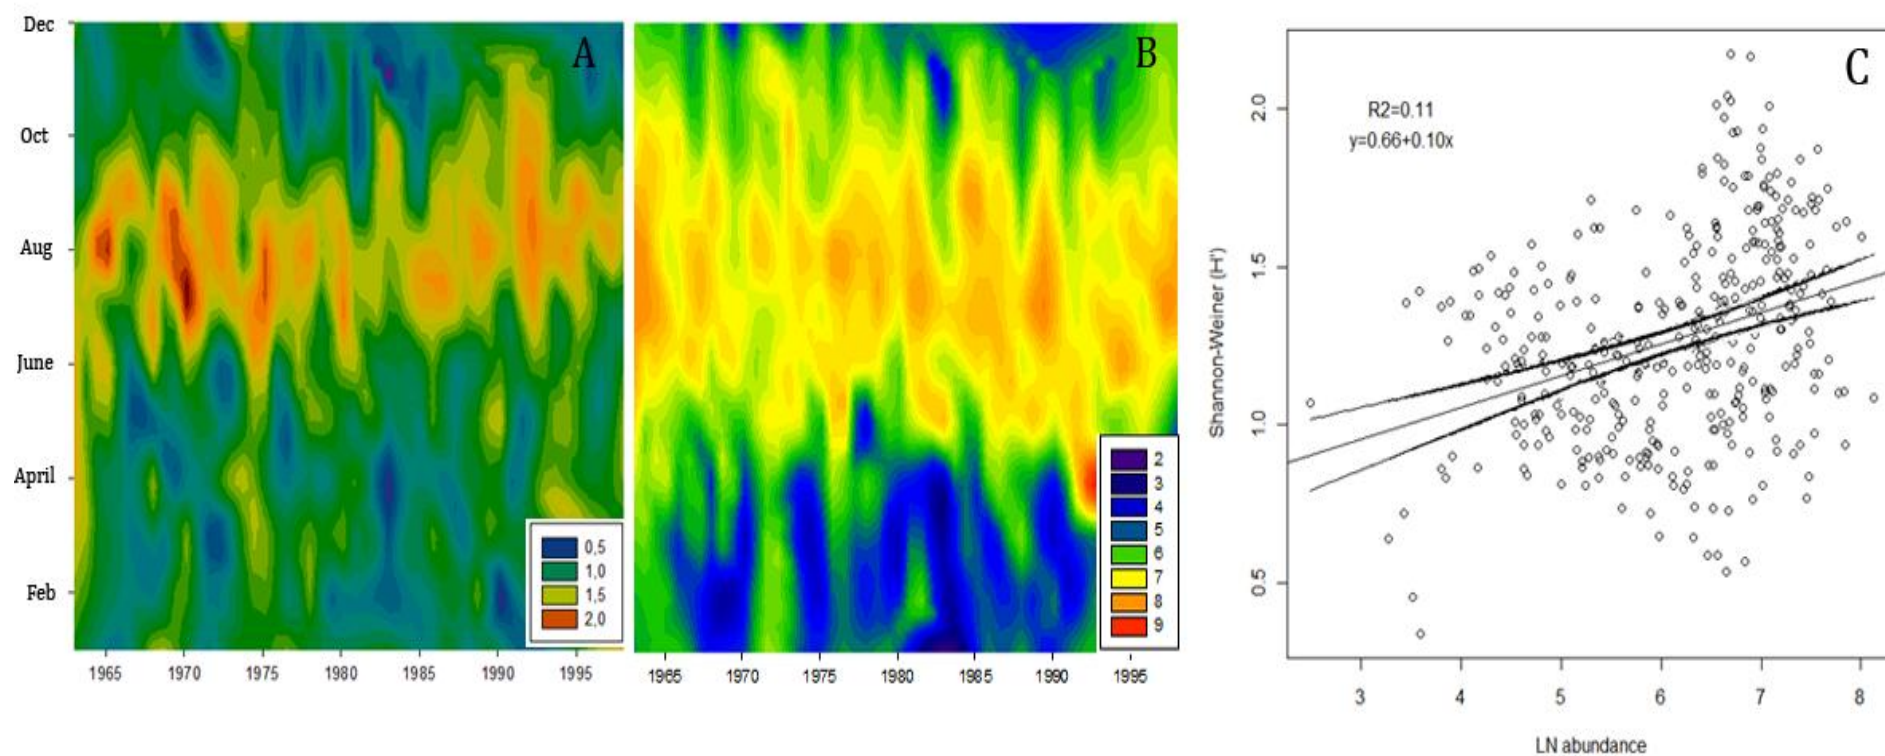 A
Dec
Oct
Aug
June
April
Feb
0,5
1,0
1,5
2,0
1965 1970 1975 1980 1985 1990 1995
B
2
3
4
5
6
7
8
9
1965 1970 1975 1980 1985 1990 1995
C
R2=0.11
y=0.66+0.10x
Shannon-Weiner (H')
2.0
1.5
1.0
0.5
3 4 5 6 7 8
LN abundance